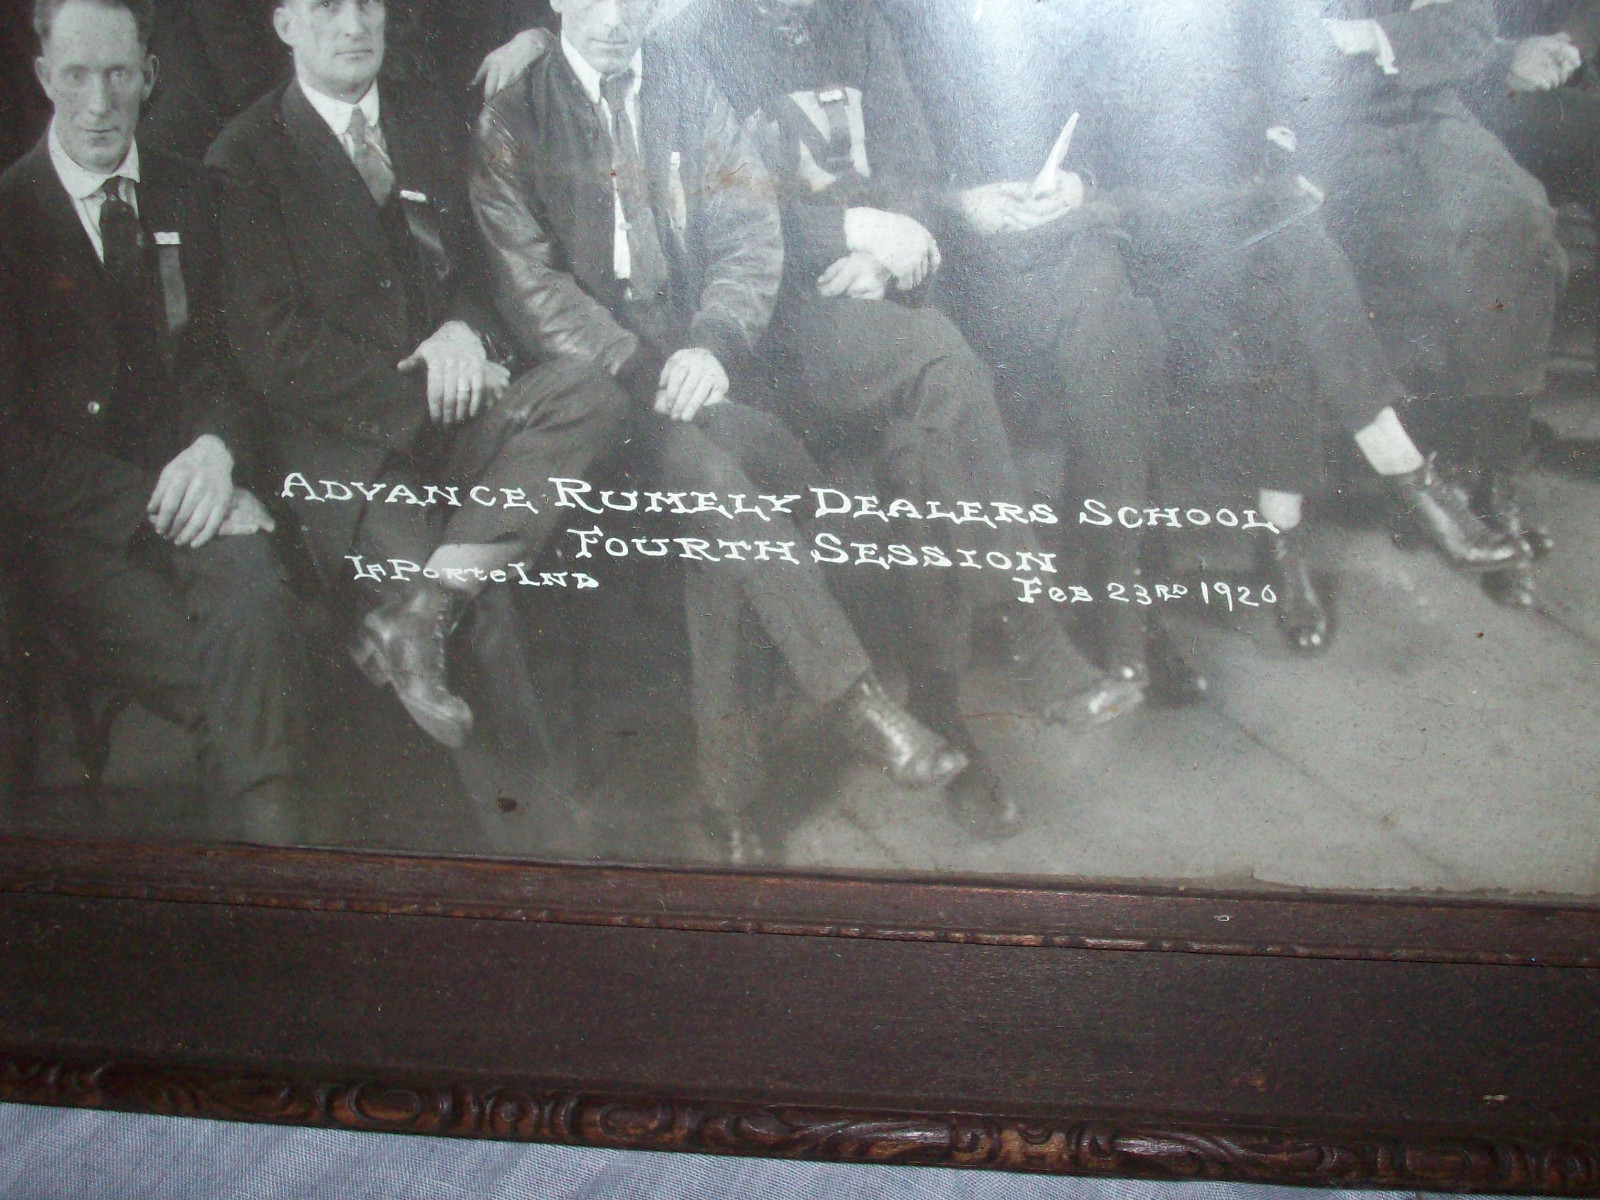 ADVANCE RUMELY DEALERS SCHOOL
FOURTH SESSION
LAPORTE IND
FEB 23RD 1920